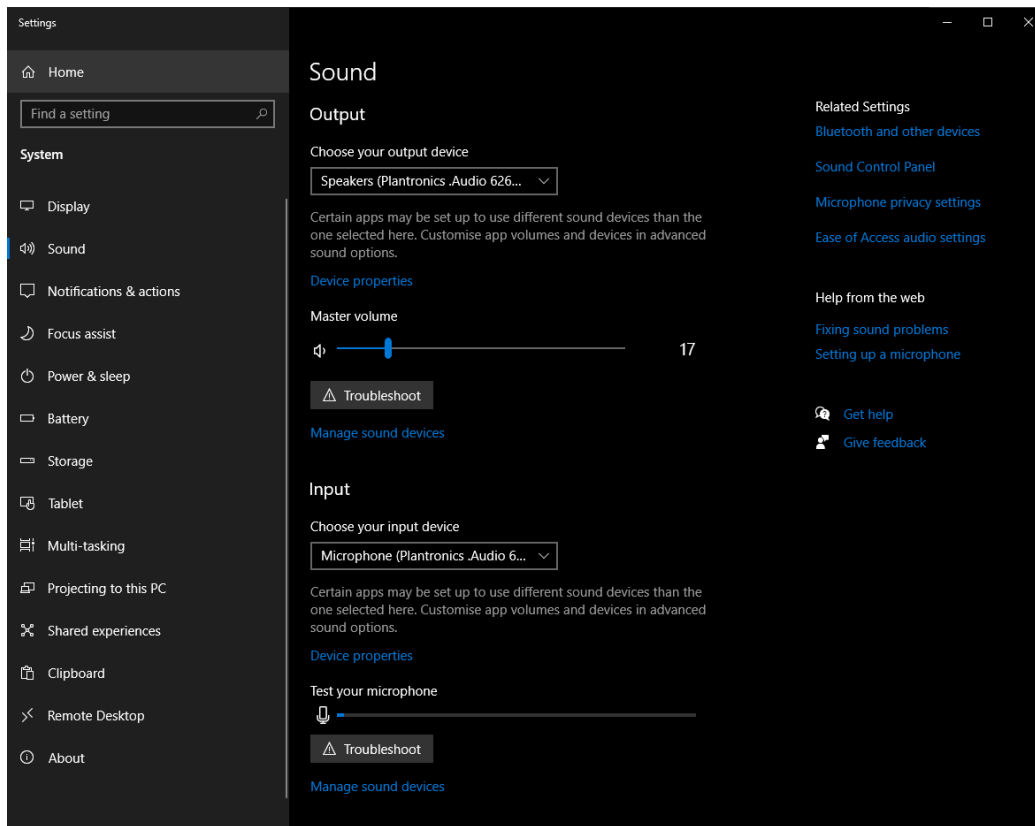 Settings
Home
Find a setting
System
Display
Sound
Notifications & actions
Focus assist
Power & sleep
Battery
Storage
Tablet
Multi-tasking
Projecting to this PC
Shared experiences
Clipboard
Remote Desktop
About
Sound
Output
Choose your output device
Speakers (Plantronics .Audio 626...
Certain apps may be set up to use different sound devices than the
one selected here. Customise app volumes and devices in advanced
sound options.
Device properties
Master volume
17
Troubleshoot
Manage sound devices
Input
Choose your input device
Microphone (Plantronics .Audio 6...
Certain apps may be set up to use different sound devices than the
one selected here. Customise app volumes and devices in advanced
sound options.
Device properties
Test your microphone
Troubleshoot
Manage sound devices
Related Settings
Bluetooth and other devices
Sound Control Panel
Microphone privacy settings
Ease of Access audio settings
Help from the web
Fixing sound problems
Setting up a microphone
Get help
Give feedback